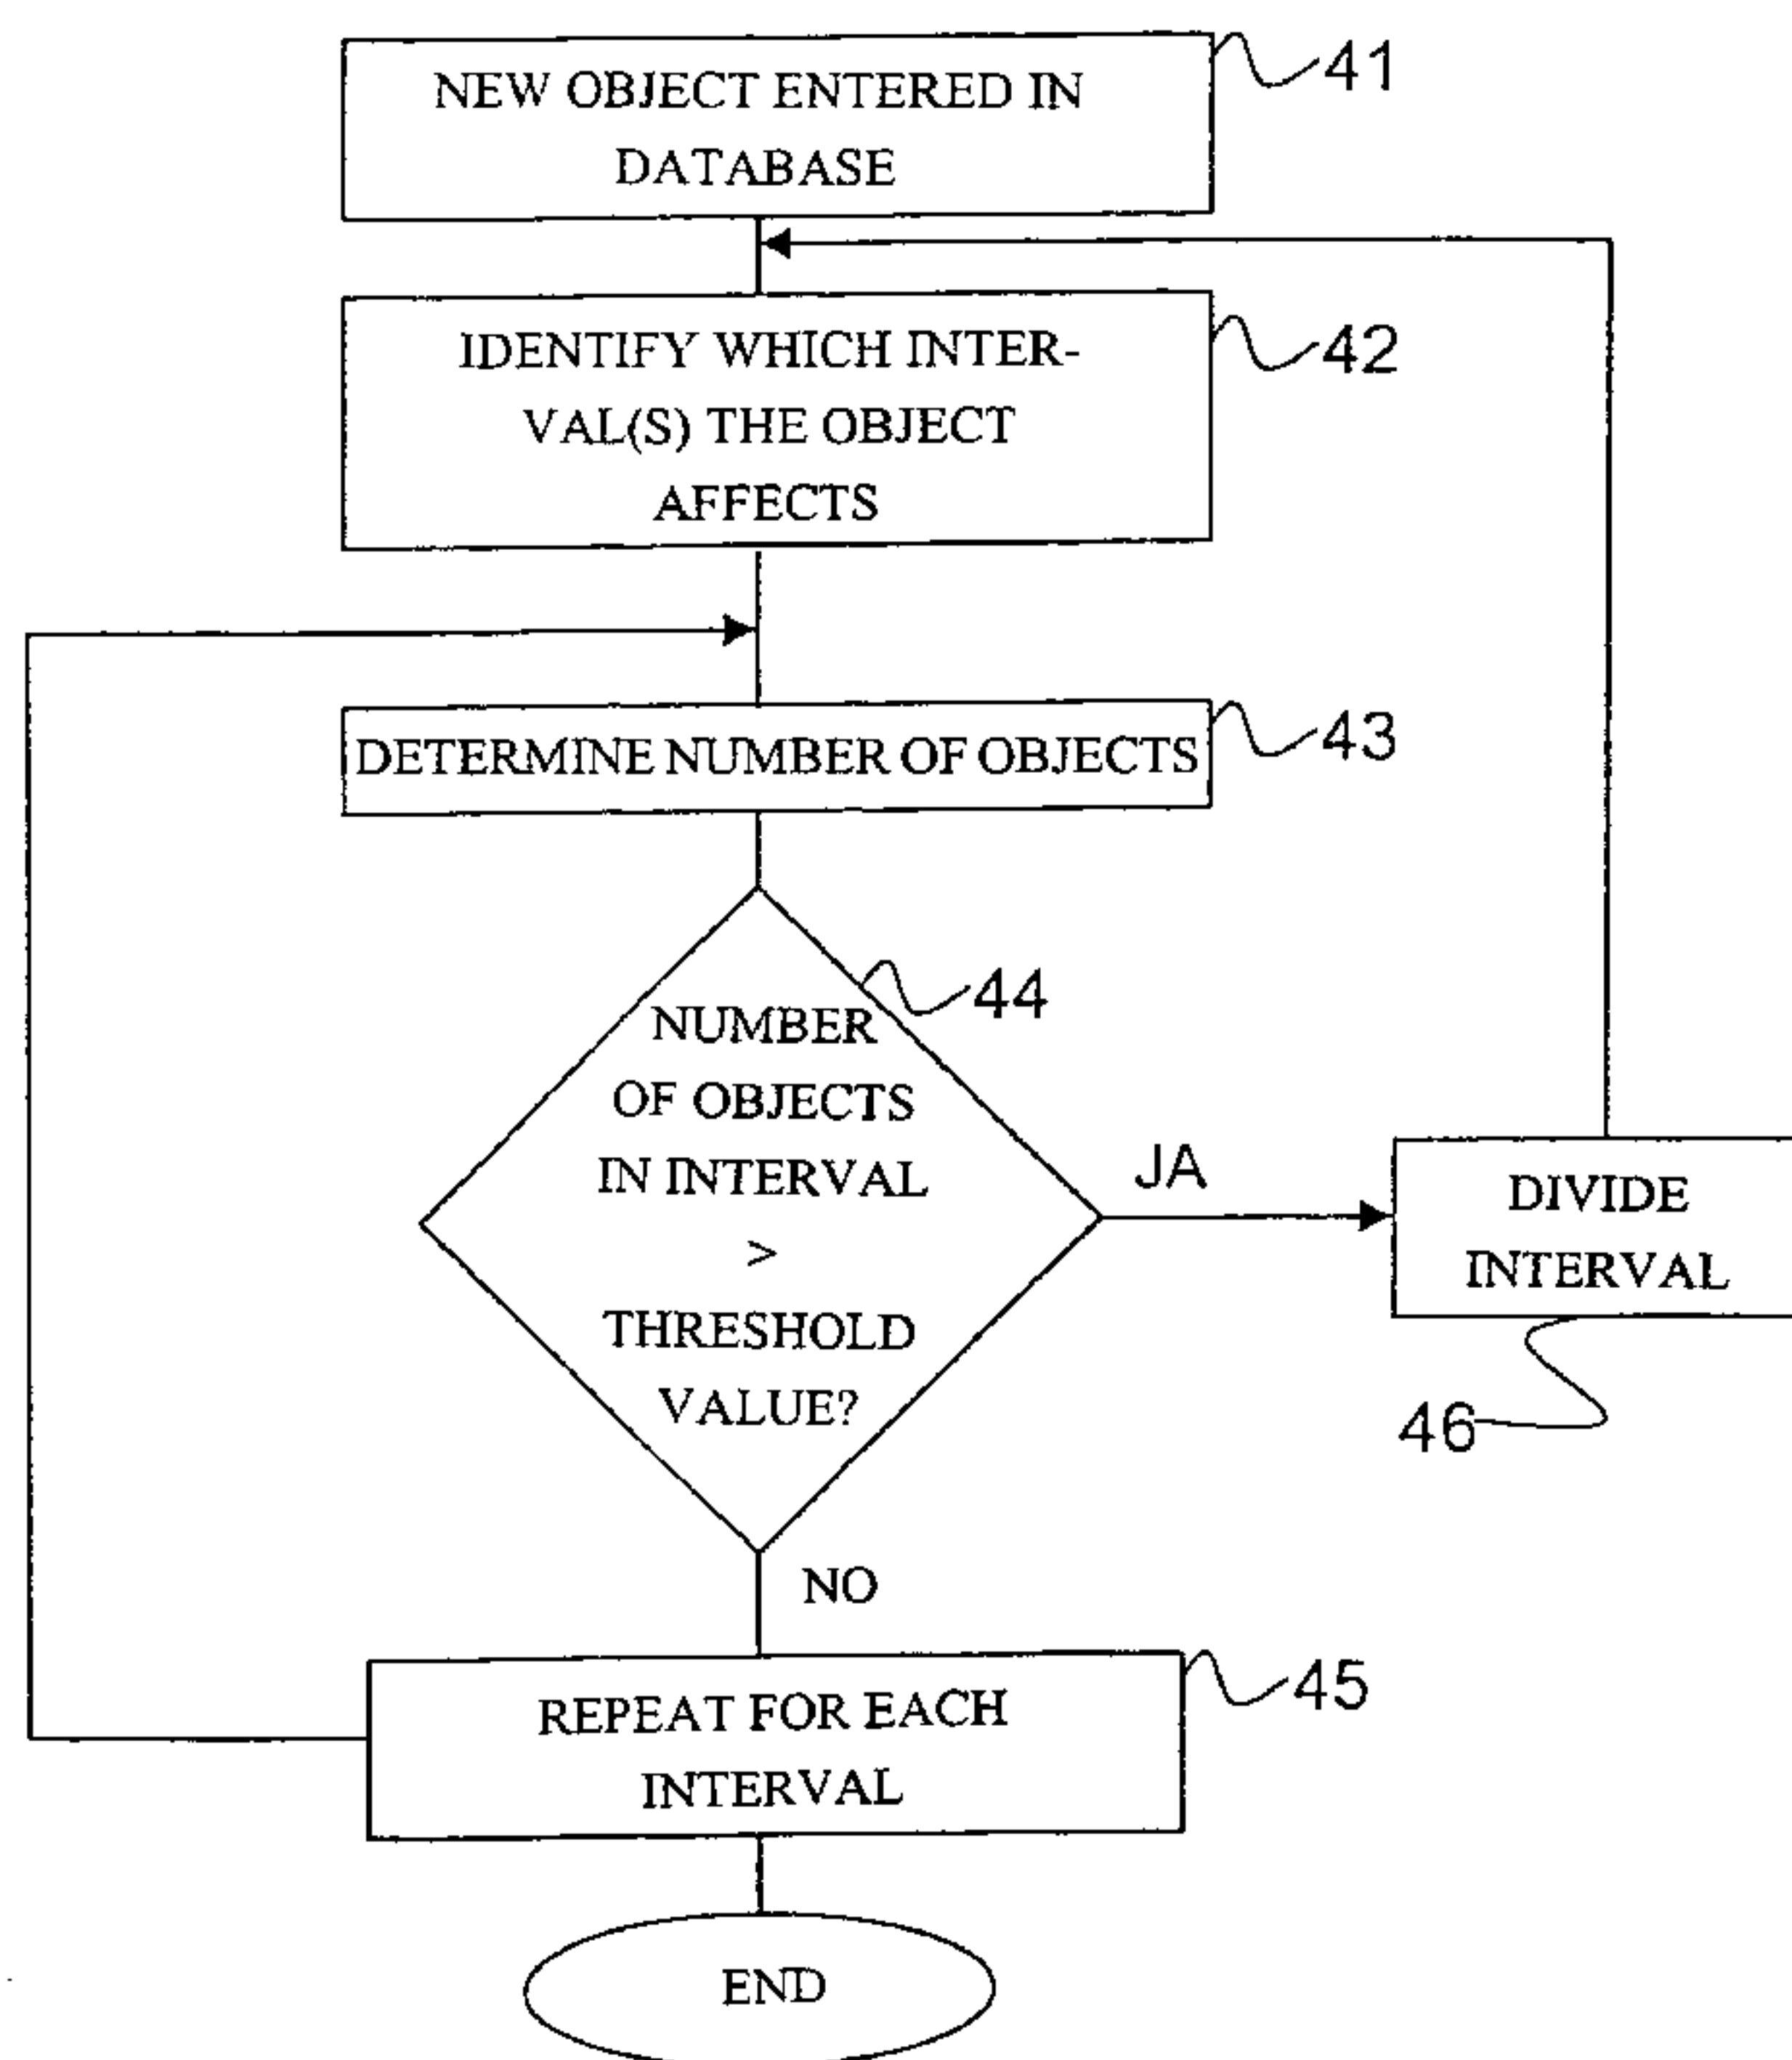 NEW OBJECT ENTERED IN
DATABASE
41
IDENTIFY WHICH INTER-
VAL(S) THE OBJECT
AFFECTS
42
DETERMINE NUMBER OF OBJECTS
43
44
NUMBER
OF OBJECTS
IN INTERVAL
>
THRESHOLD
VALUE?
JA
DIVIDE
INTERVAL
46
NO
REPEAT FOR EACH
INTERVAL
45
END